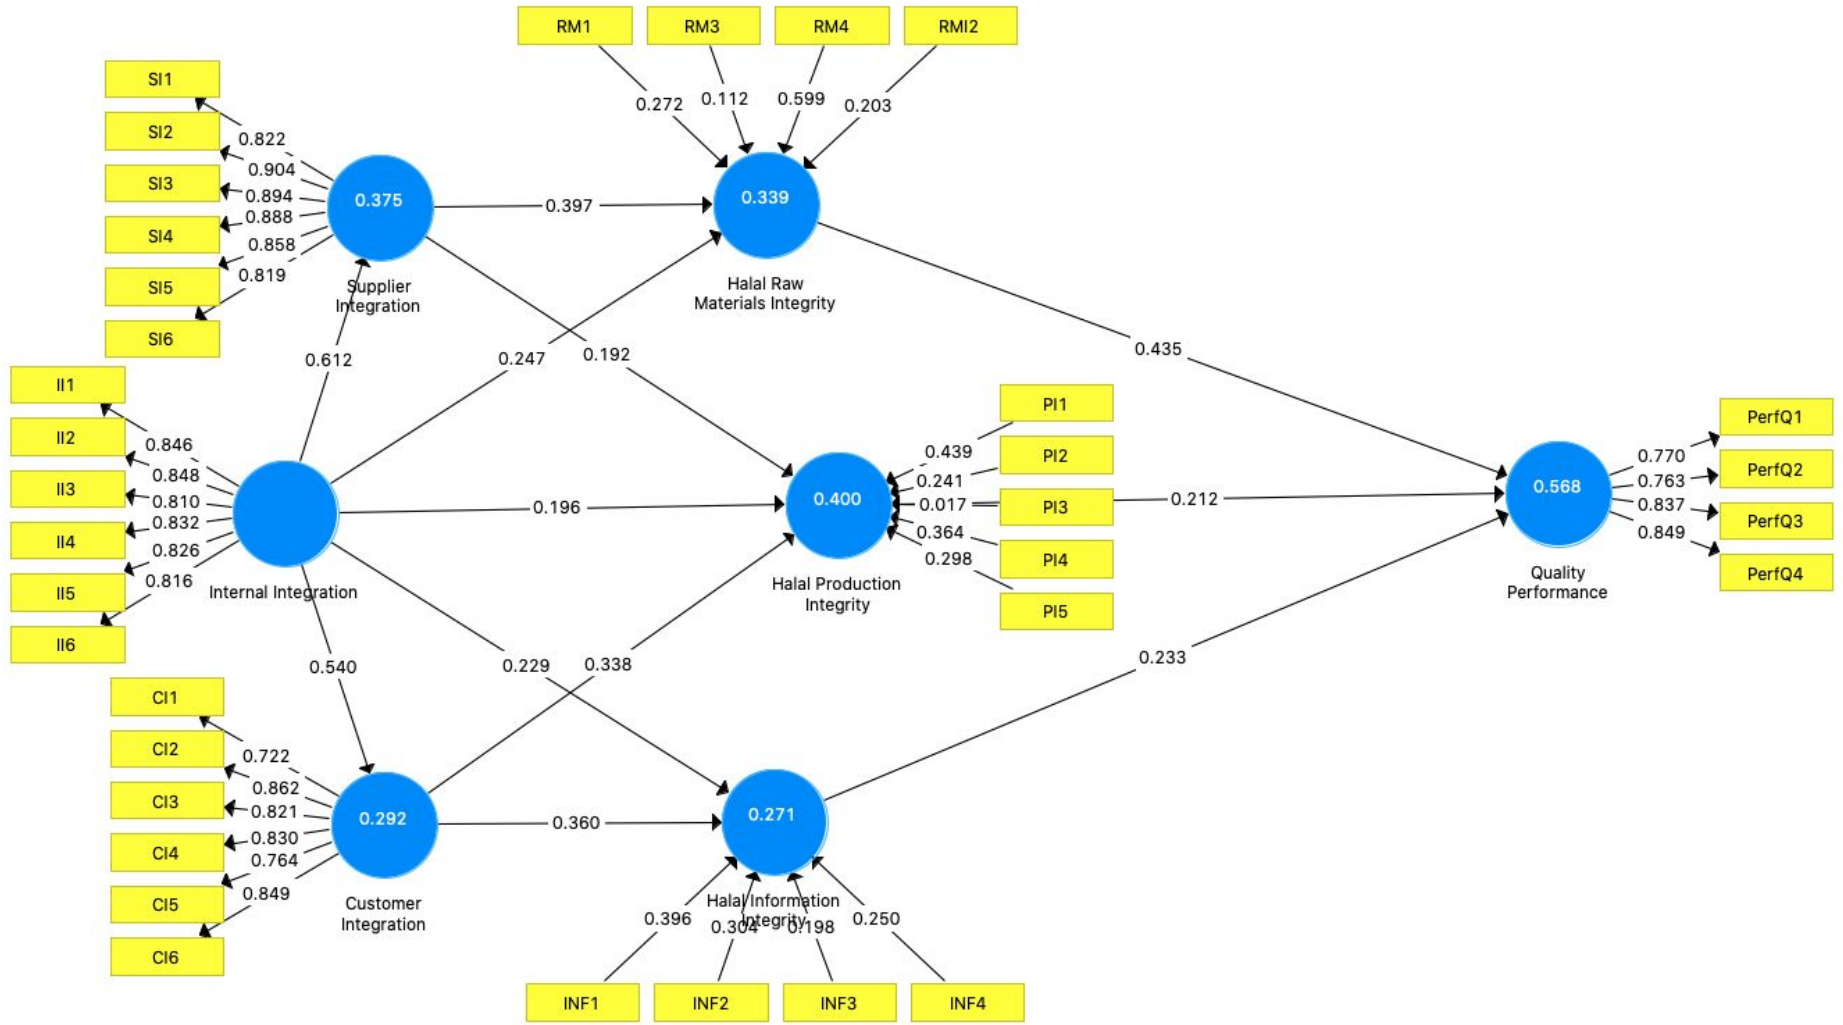 RM1
RM3
RM4
RMI2
0.272
0.112
0.599
0.203
SI1
SI2
SI3
SI4
SI5
SI6
0.822
0.904
0.894
0.888
0.858
0.819
0.375
Supplier
Integration
0.397
0.339
Halal Raw
Materials Integrity
0.612
0.247
0.192
0.435
II1
II2
II3
II4
II5
II6
0.846
0.848
0.810
0.832
0.826
0.816
Internal Integration
0.196
0.400
Halal Production
Integrity
PI1
PI2
PI3
PI4
PI5
0.439
0.241
0.017
0.364
0.298
0.212
0.568
Quality
Performance
0.770
0.763
0.837
0.849
PerfQ1
PerfQ2
PerfQ3
PerfQ4
0.540
0.229
0.338
0.233
CI1
CI2
CI3
CI4
CI5
CI6
0.722
0.862
0.821
0.830
0.764
0.849
0.292
Customer
Integration
0.360
0.271
Halal Information
Integrity
0.396
0.304
0.198
0.250
INF1
INF2
INF3
INF4